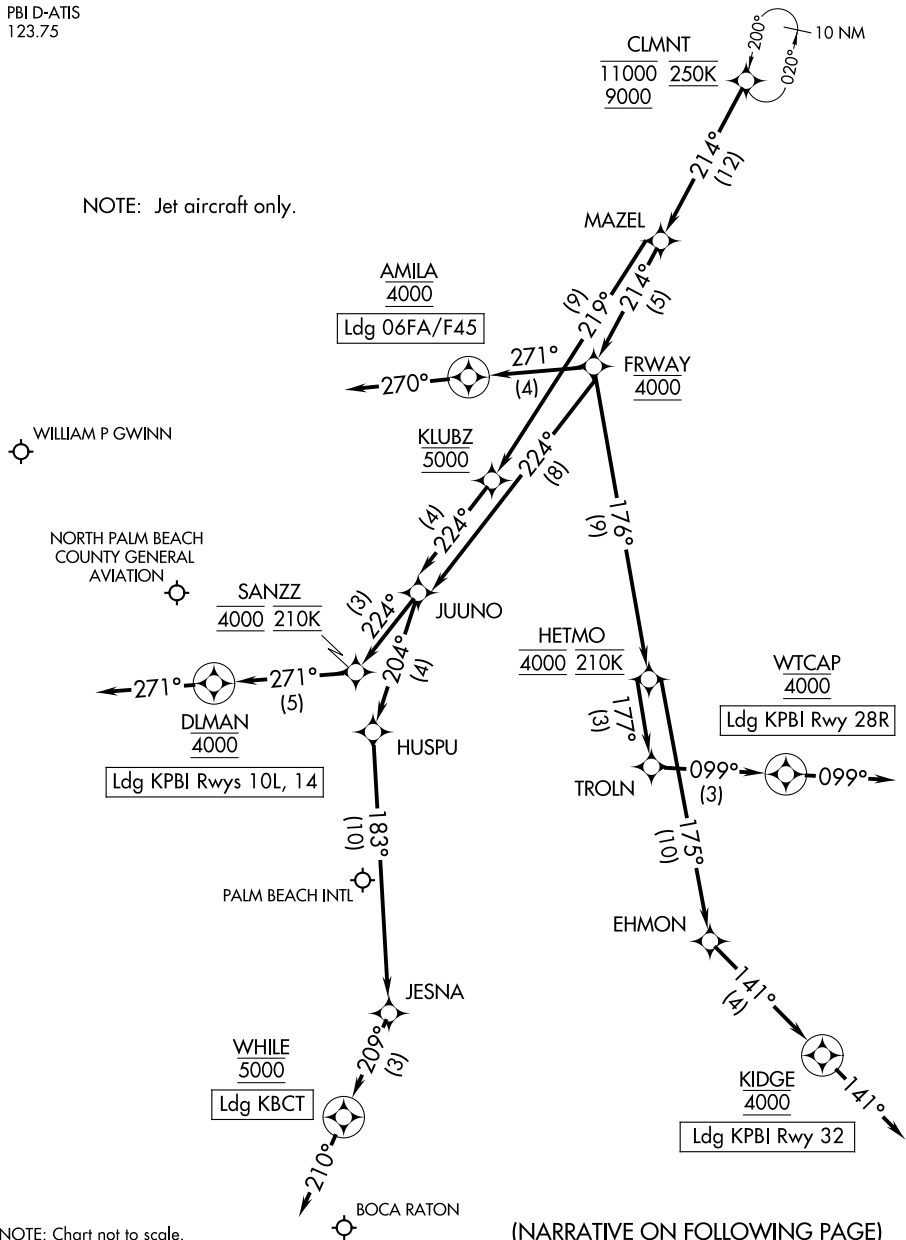 PBI D-ATIS
123.75
NOTE: Jet aircraft only.
CLMNT
11000 250K
9000
200°
020°
10 NM
214°
(12)
MAZEL
214°
(5)
(9)
219°
AMILA
4000
Ldg 06FA/F45
271°
(4)
270°
FRWAY
4000
WILLIAM P GWINN
KLUBZ
5000
224°
(8)
(4)
224°
176°
(9)
NORTH PALM BEACH
COUNTY GENERAL
AVIATION
SANZZ
4000 210K
(3)
224°
JUUNO
204°
(4)
HETMO
4000 210K
WTCAP
4000
Ldg KPBI Rwy 28R
271°
271°
(5)
DLMAN
4000
Ldg KPBI Rwys 10L, 14
HUSPU
177°
(3)
TROLN
099°
(3)
099°
183°
(10)
175°
(10)
PALM BEACH INTL
EHMON
141°
(4)
JESNA
209°
(3)
WHILE
5000
Ldg KBCT
210°
KIDGE
4000
Ldg KPBI Rwy 32
141°
BOCA RATON
NOTE: Chart not to scale.
(NARRATIVE ON FOLLOWING PAGE)